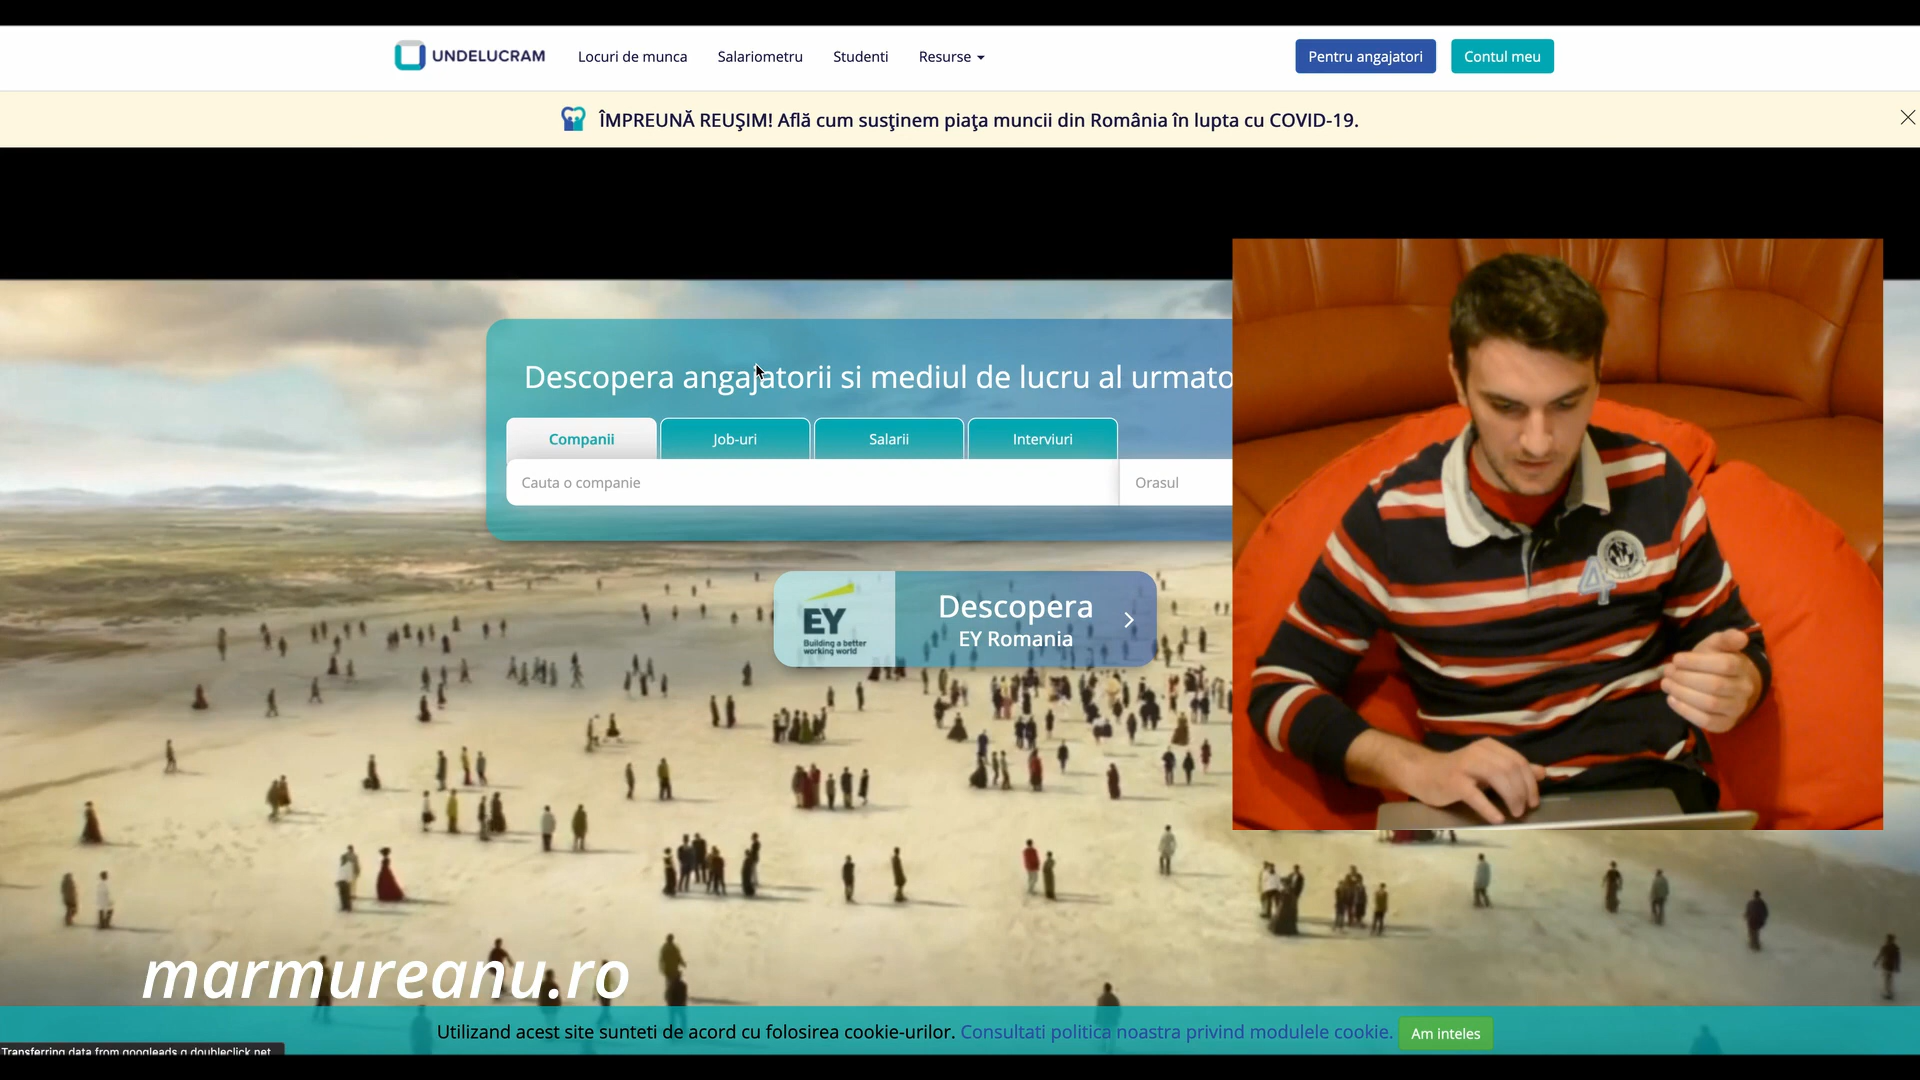 UNDELUCRAM
Locuri de munca
Salariometru
Studenti
Resurse
Pentru angajatori
Contul meu
ÎMPREUNĂ REUȘIM! Află cum susţinem piaţa muncii din România în lupta cu COVID-19.
Descopera angajatorii si mediul de lucru al urmato
Companii
Job-uri
Salarii
Interviuri
Cauta o companie
Orasul
EY
Building a better
working world
Descopera
EY Romania
4
marmureanu.ro
Utilizand acest site sunteti de acord cu folosirea cookie-urilor. Consultati politica noastra privind modulele cookie.
Am inteles
Transferring data from googleads.g.doubleclick.net...